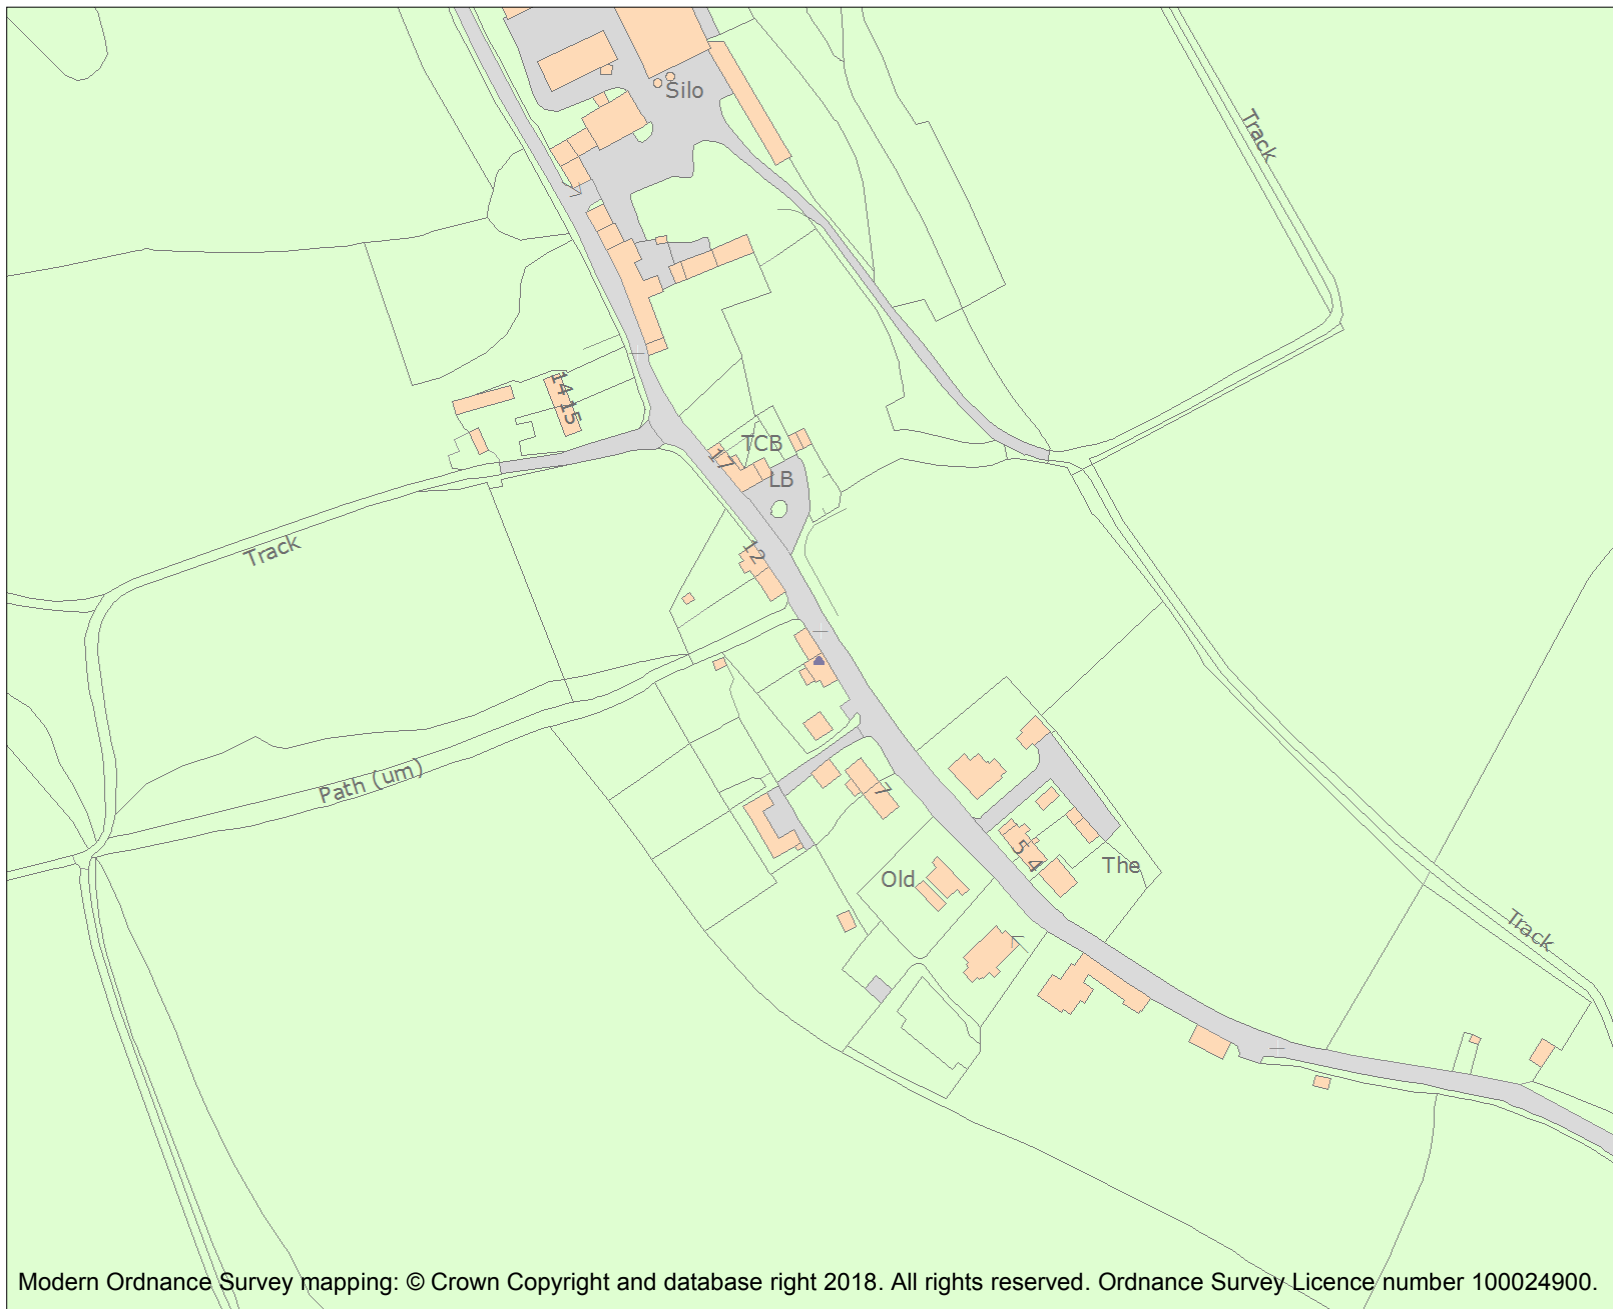 Silo
Track
14
15
TCB
17
LB
12
Track
Path (um)
7
5
4
The
Old
Track
Modern Ordnance Survey mapping: © Crown Copyright and database right 2018. All rights reserved. Ordnance Survey Licence number 100024900.